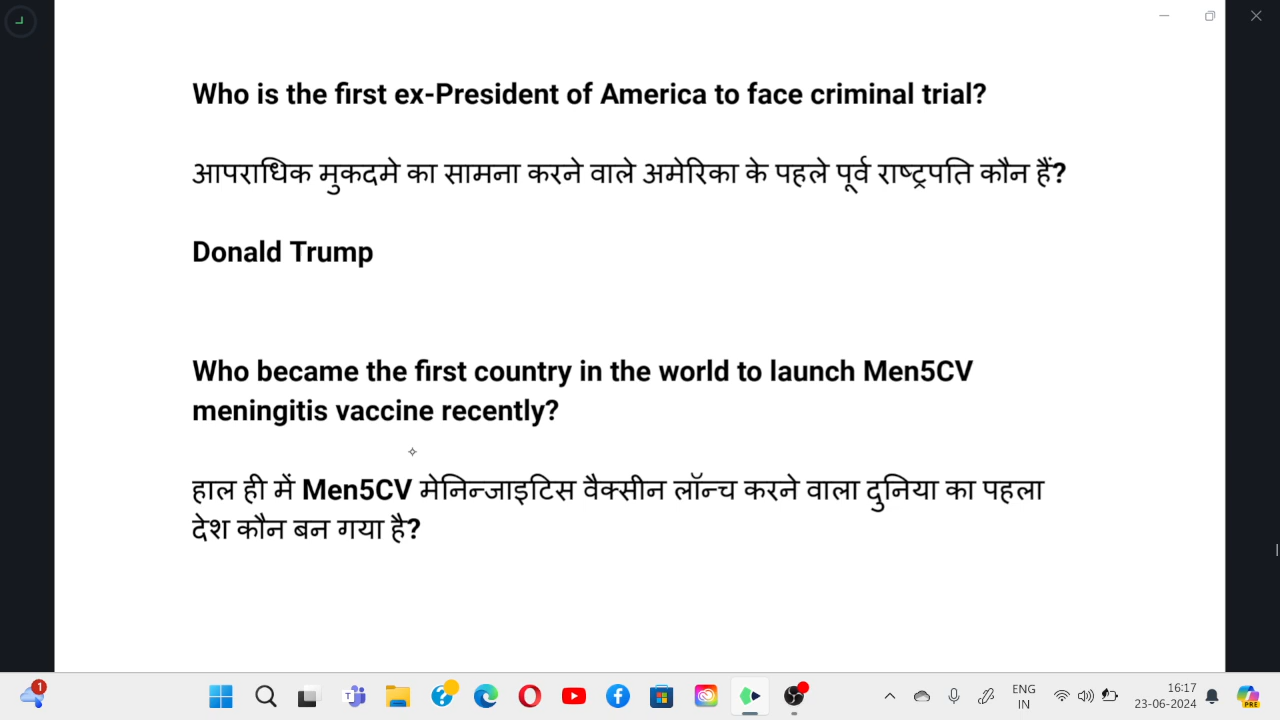 Who is the first ex-President of America to face criminal trial?
आपराधिक मुकदमे का सामना करने वाले अमेरिका के पहले पूर्व राष्ट्रपति कौन हैं?
Donald Trump
Who became the first country in the world to launch Men5CV
meningitis vaccine recently?
हाल ही में Men5CV मेनिन्जाइटिस वैक्सीन लॉन्च करने वाला दुनिया का पहला
देश कौन बन गया है?
1
ENG
IN
16:17
23-06-2024
PRE